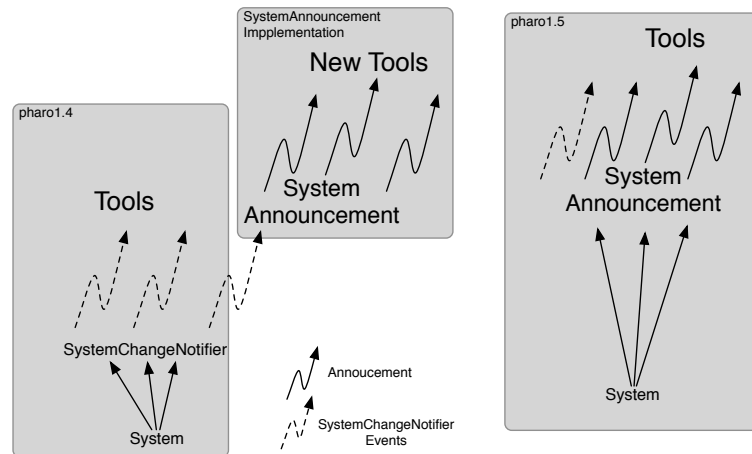 SystemAnnouncement
Implementation
New Tools
System
Announcement
pharo1.4
Tools
SystemChangeNotifier
System
Annoucement
SystemChangeNotifier
Events
pharo1.5
Tools
System
Announcement
System